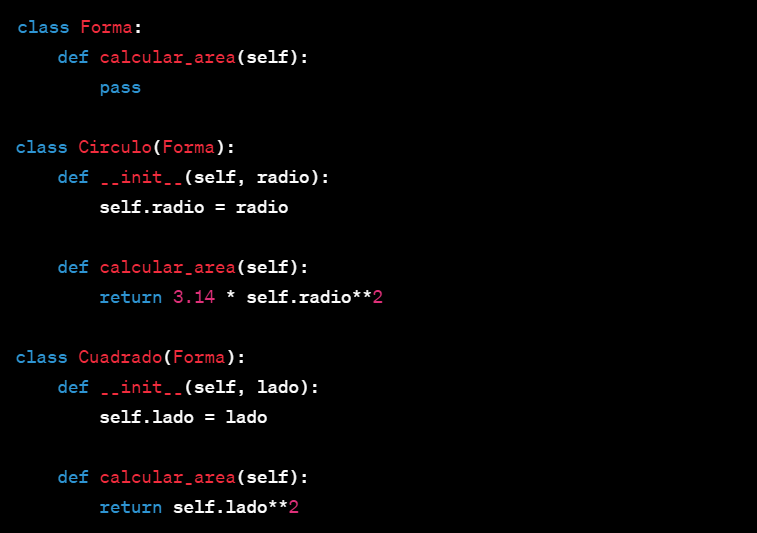 class Forma:
    def calcular_area(self):
        pass

class Circulo(Forma):
    def __init__(self, radio):
        self.radio = radio

    def calcular_area(self):
        return 3.14 * self.radio**2

class Cuadrado(Forma):
    def __init__(self, lado):
        self.lado = lado

    def calcular_area(self):
        return self.lado**2